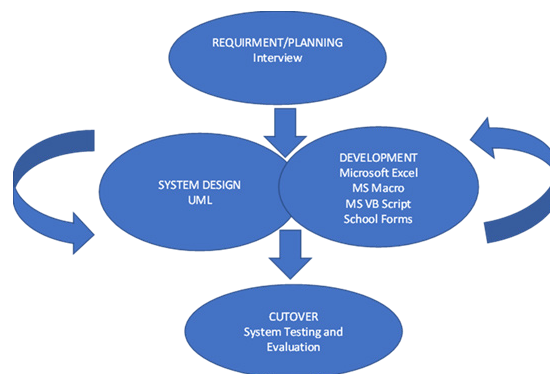 REQUIRMENT/PLANNING
Interview
SYSTEM DESIGN
UML
DEVELOPMENT
Microsoft Excel
MS Macro
MS VB Script
School Forms
CUTOVER
System Testing and
Evaluation